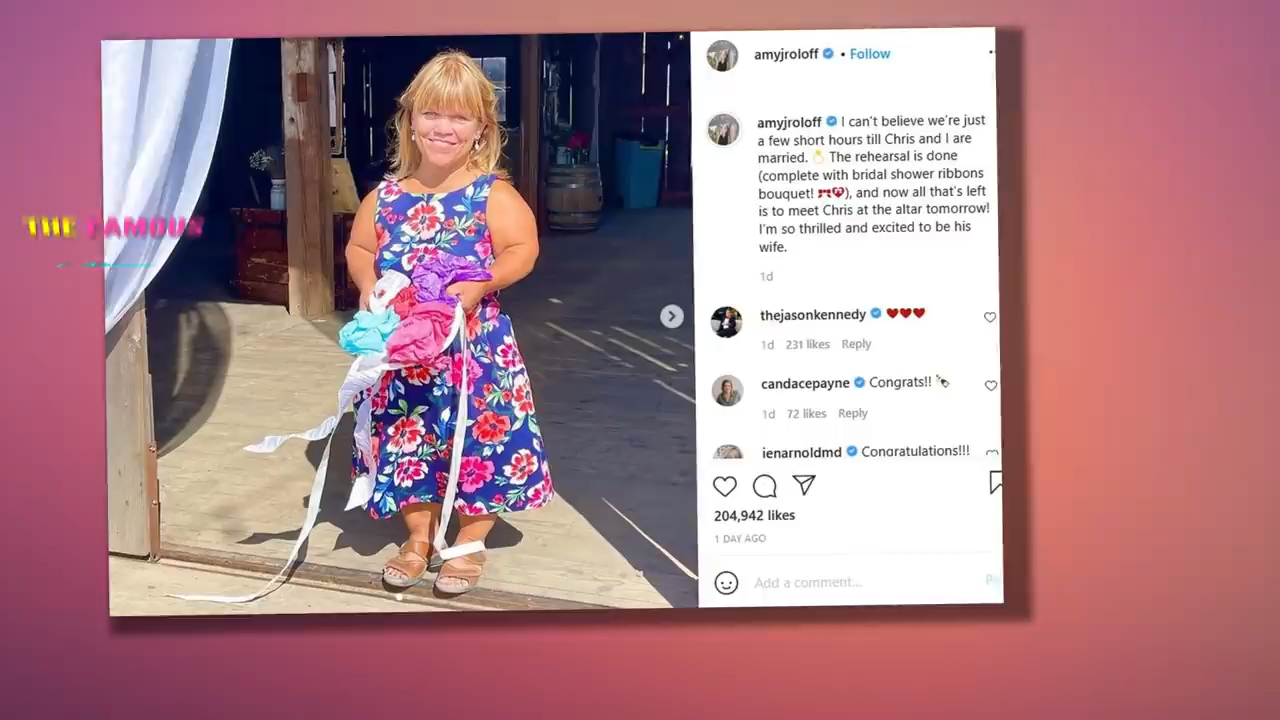 THE FAMOUS
amyjroloff • Follow
amyjroloff I can't believe we're just
a few short hours till Chris and I are
married. 💍 The rehearsal is done
(complete with bridal shower ribbons
bouquet! 🎀💝), and now all that's left
is to meet Chris at the altar tomorrow!
I'm so thrilled and excited to be his
wife.
1d
thejasonkennedy ❤️❤️❤️
1d 231 likes Reply
candacepayne Congrats!! 🍾
1d 72 likes Reply
jenarnoldmd Congratulations!!!
204,942 likes
1 DAY AGO
Add a comment...